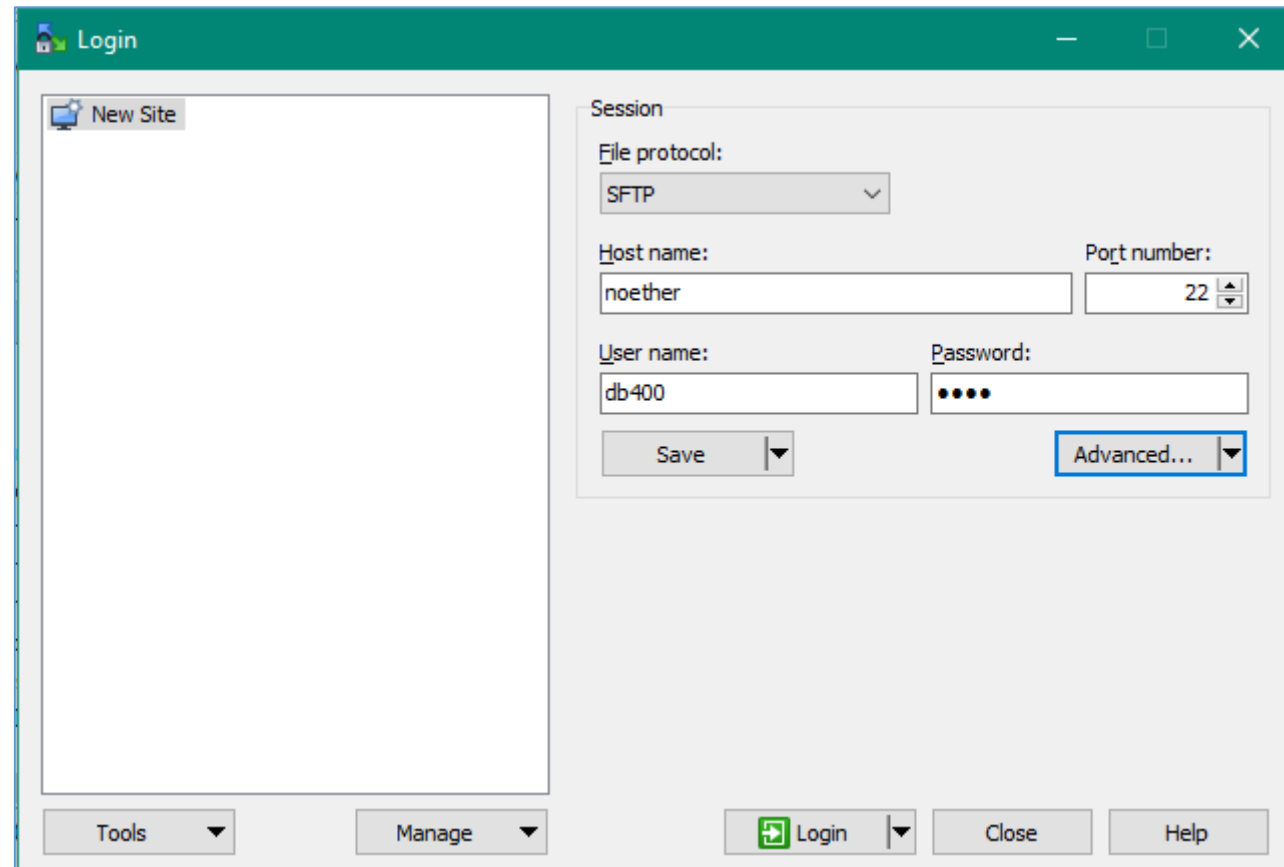 Login
New Site
Session
File protocol:
SFTP
Host name: Port number:
noether 22
User name: Password:
db400 ••••
Save Advanced...
Tools Manage Login Close Help